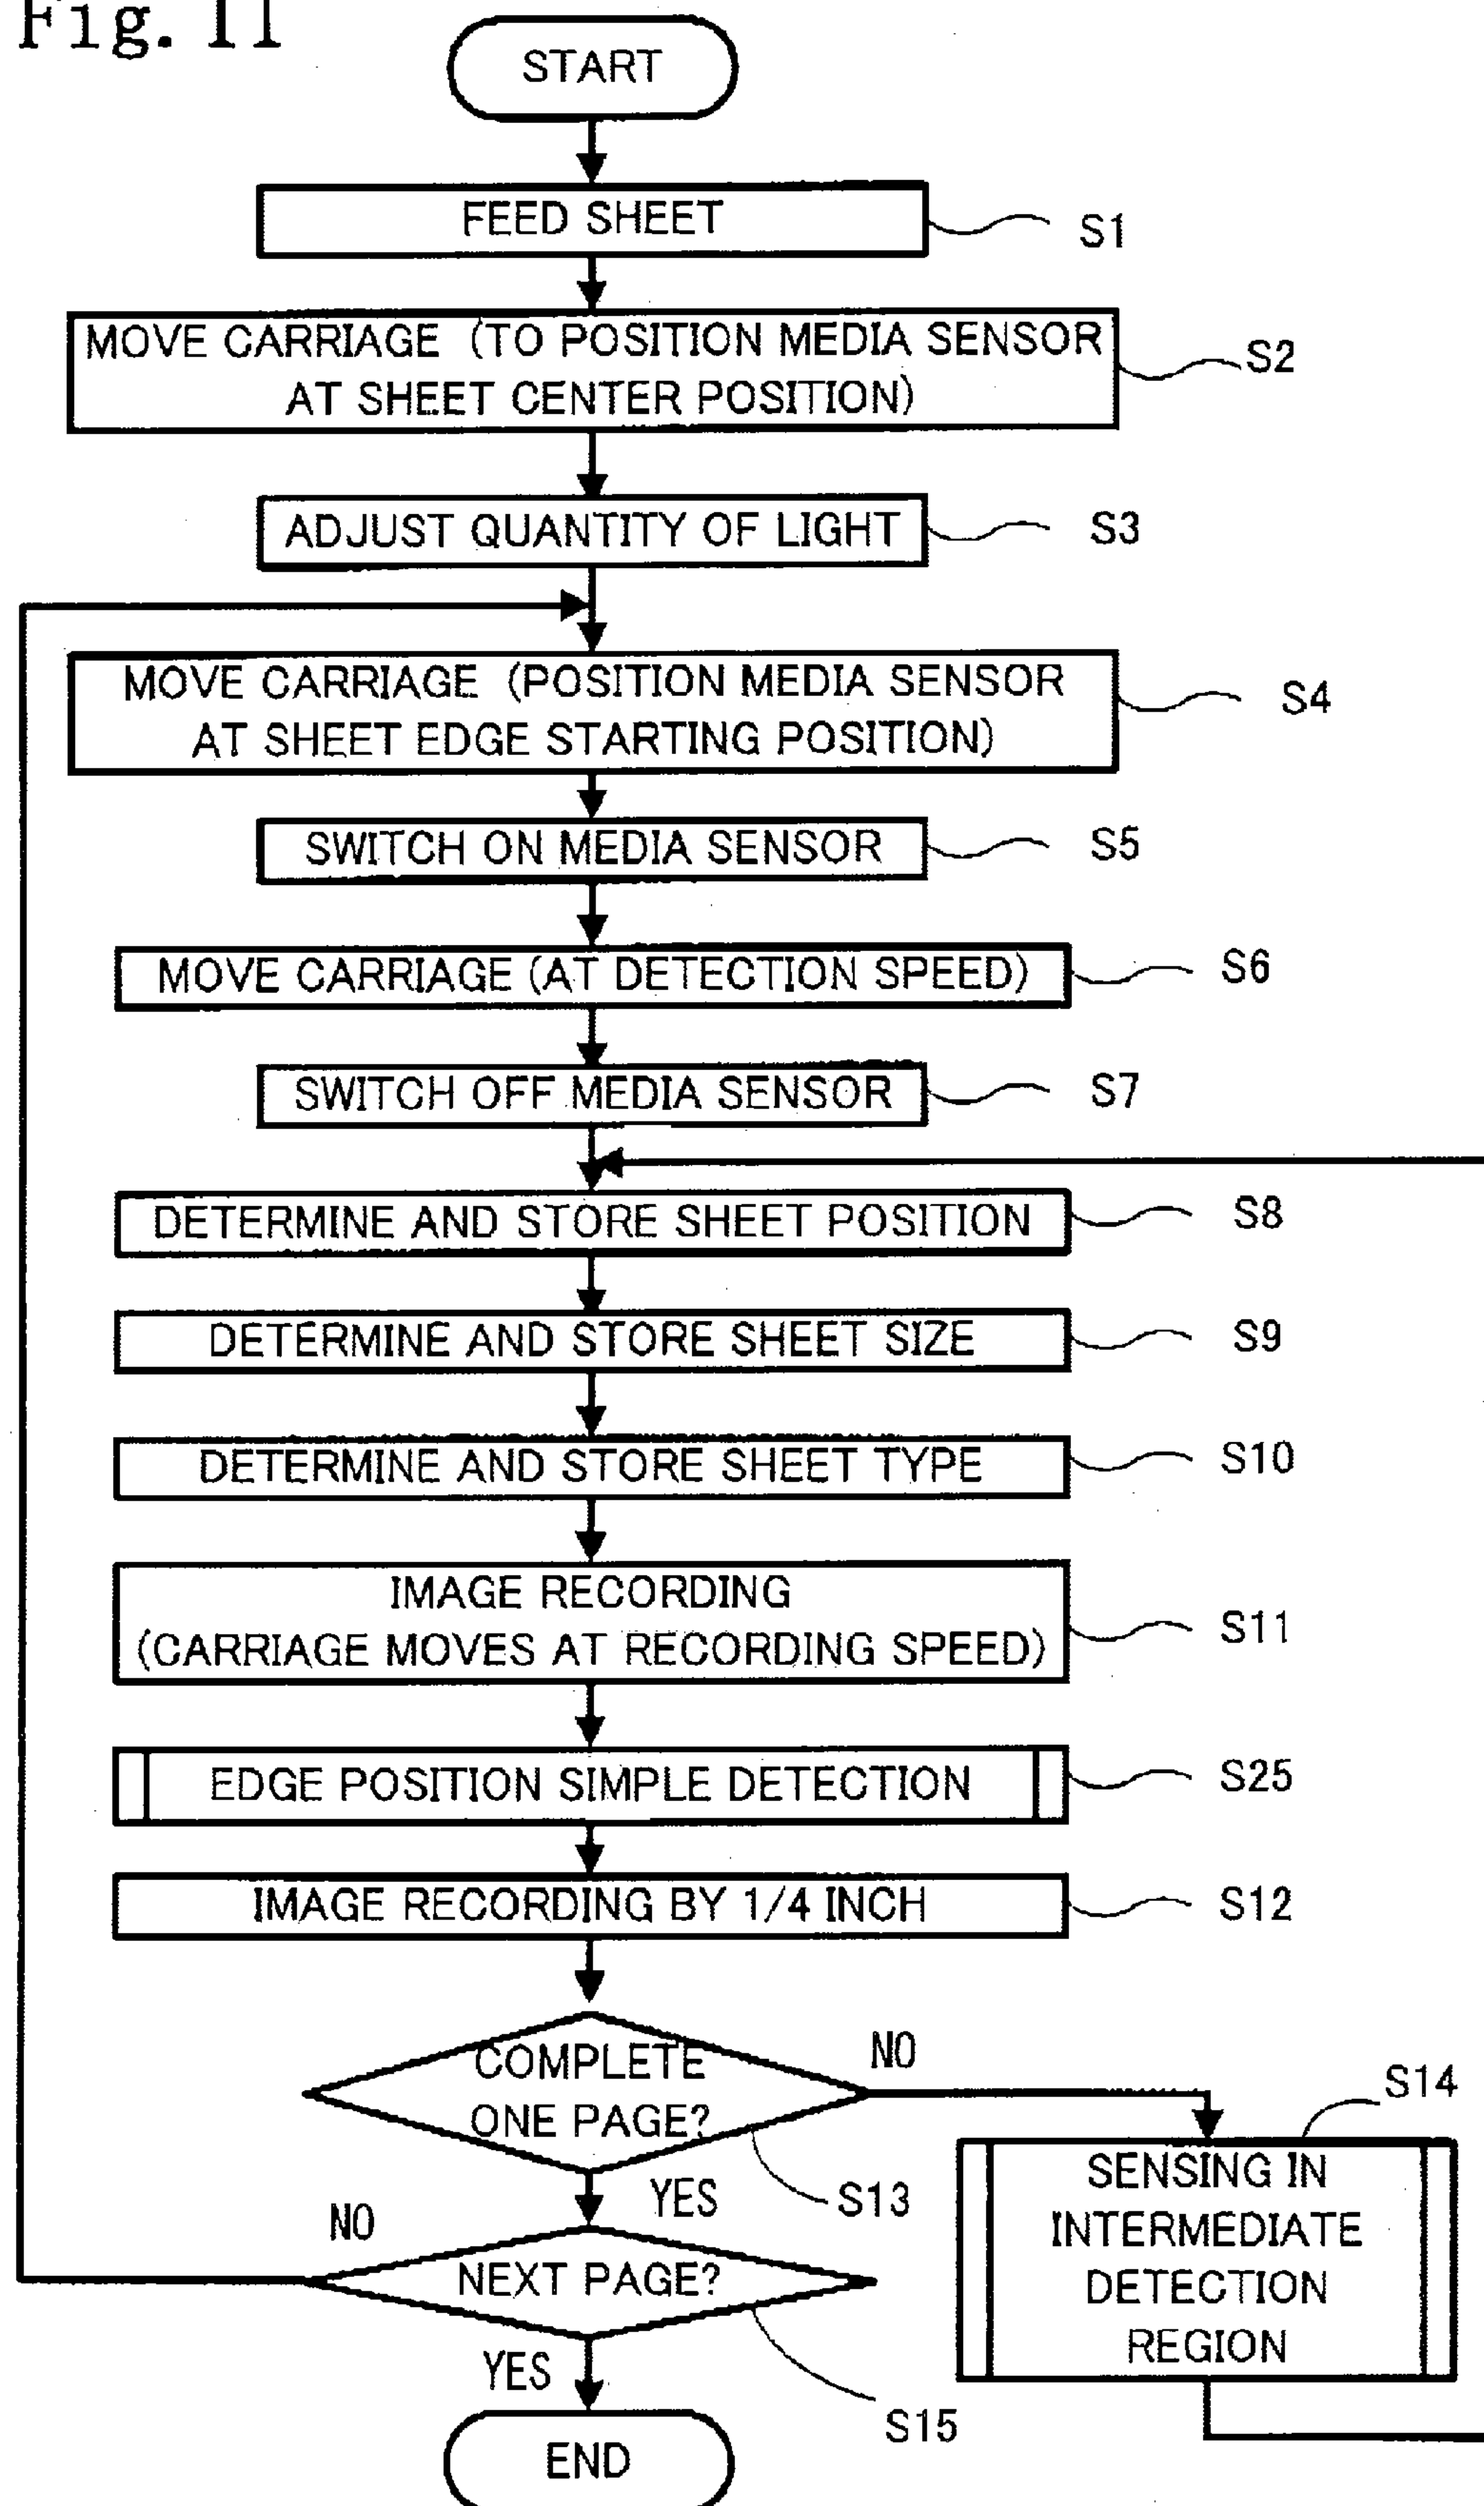 Fig. 11
START
FEED SHEET
S1
MOVE CARRIAGE (TO POSITION MEDIA SENSOR
AT SHEET CENTER POSITION)
S2
ADJUST QUANTITY OF LIGHT
S3
MOVE CARRIAGE (POSITION MEDIA SENSOR
AT SHEET EDGE STARTING POSITION)
S4
SWITCH ON MEDIA SENSOR
S5
MOVE CARRIAGE (AT DETECTION SPEED)
S6
SWITCH OFF MEDIA SENSOR
S7
DETERMINE AND STORE SHEET POSITION
S8
DETERMINE AND STORE SHEET SIZE
S9
DETERMINE AND STORE SHEET TYPE
S10
IMAGE RECORDING
(CARRIAGE MOVES AT RECORDING SPEED)
S11
EDGE POSITION SIMPLE DETECTION
S25
IMAGE RECORDING BY 1/4 INCH
S12
COMPLETE
ONE PAGE?
NO
S13
YES
S14
SENSING IN
INTERMEDIATE
DETECTION
REGION
NO
NEXT PAGE?
YES
S15
END